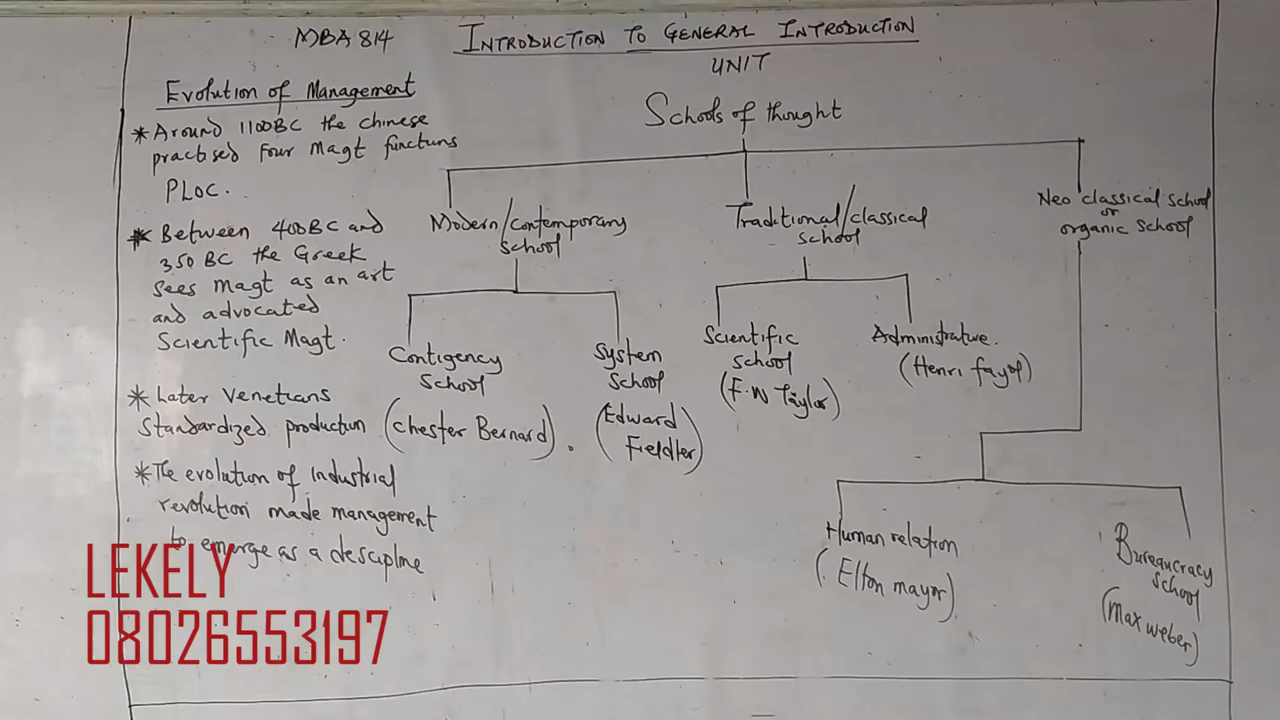 MBA 814
INTRODUCTION TO GENERAL INTRODUCTION
UNIT
Evolution of Management
* Around 1100BC the chinese
practised Four Magt functions
PLOC.
* Between 400BC and
350 BC the Greek
sees Magt as an art
and advocated
Scientific Magt.
* Later Venetians
Standardized production
* The evolution of industrial
revolution made management
to emerge as a descipline
Schools of thought
Modern/contemporary
school
Contigency
school
(Chester Bernard).
System
school
(Edward
Fieldler)
Traditional/classical
school
Scientific
school
(F.W Taylor)
Administrative.
(Henri fayol)
Neo classical school
or
organic school
Human relation
(Elton mayor)
Bureaucracy
school
(max weber)
LEKELY
08026553197